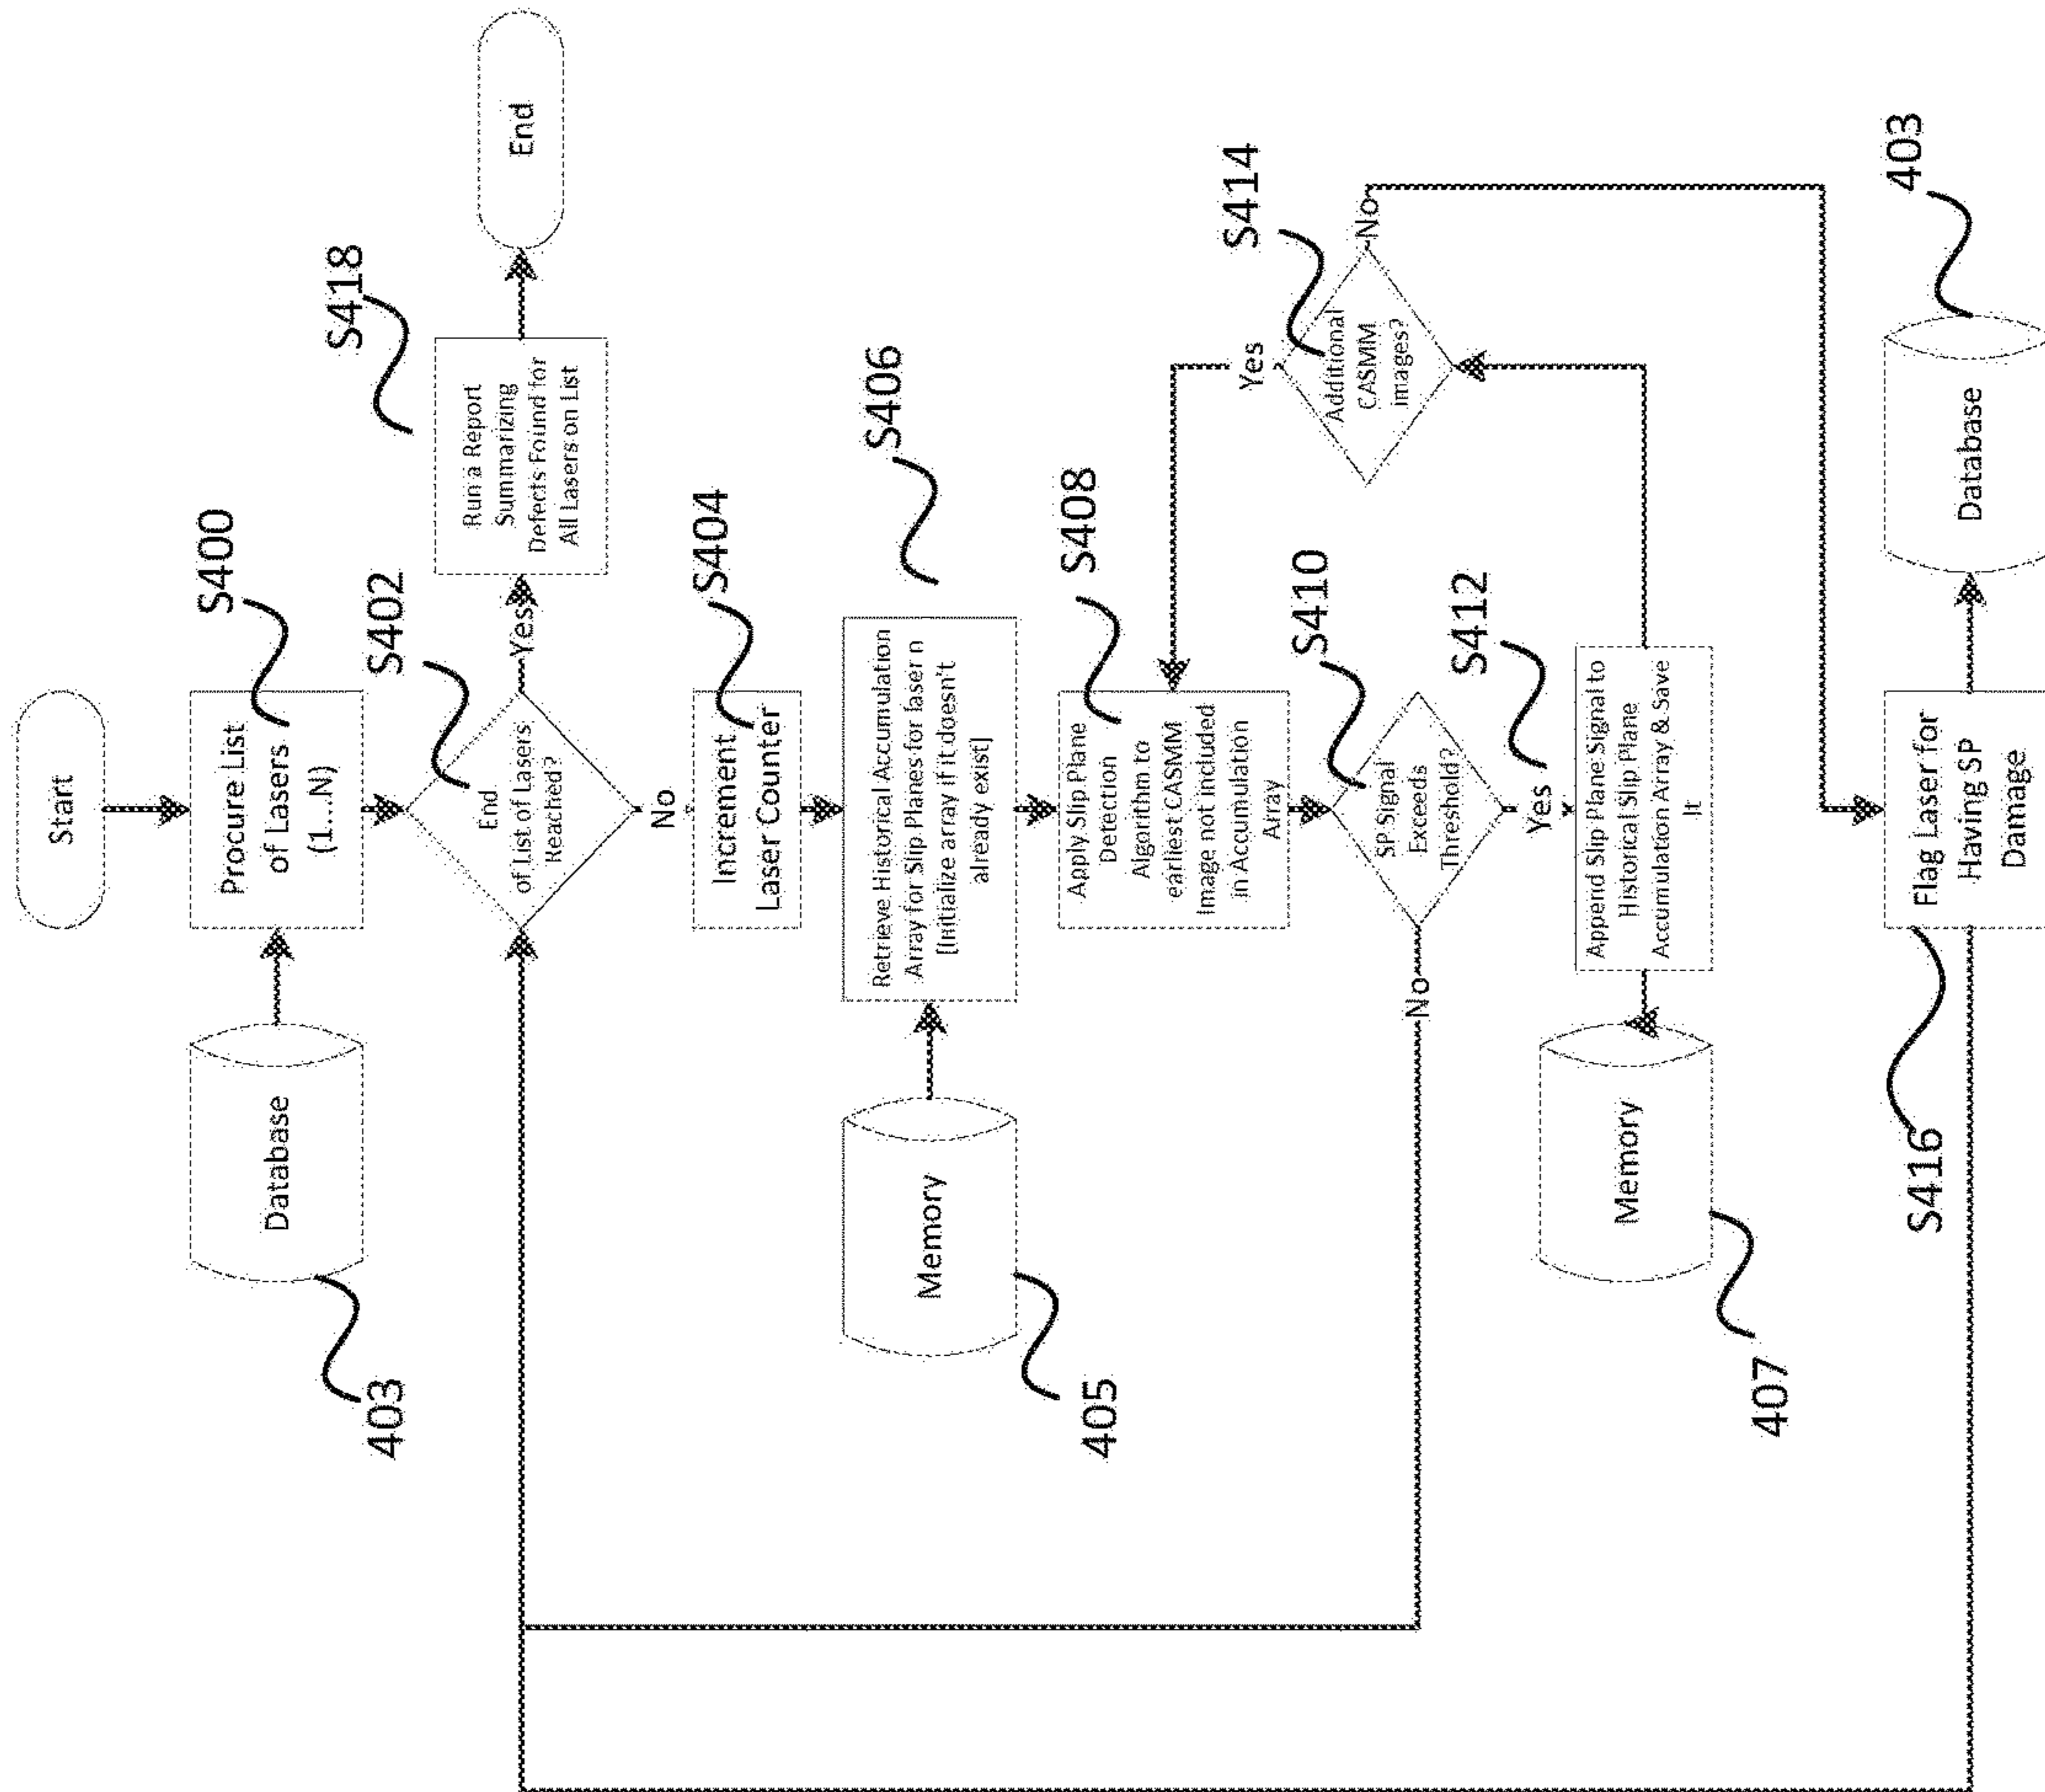 Start
S400
Procure List
of Lasers
(1...N)
Database
403
S402
End
of List of Lasers
Reached?
Yes
No
S418
Run a Report
Summarizing
Defects Found for
All Lasers on List
End
S404
Increment
Laser Counter
S406
Retrieve Historical Accumulation
Array for Slip Planes for laser n
[Initialize array if it doesn't
already exist]
Memory
405
S408
Apply Slip Plane
Detection
Algorithm to
earliest CASMM
Image not included
in Accumulation
Array
S410
SP Signal
Exceeds
Threshold?
No
Yes
S412
Append Slip Plane Signal to
Historical Slip Plane
Accumulation Array & Save
It
Memory
407
S414
Additional
CASMM
images?
Yes
No
S416
Flag Laser for
Having SP
Damage
Database
403